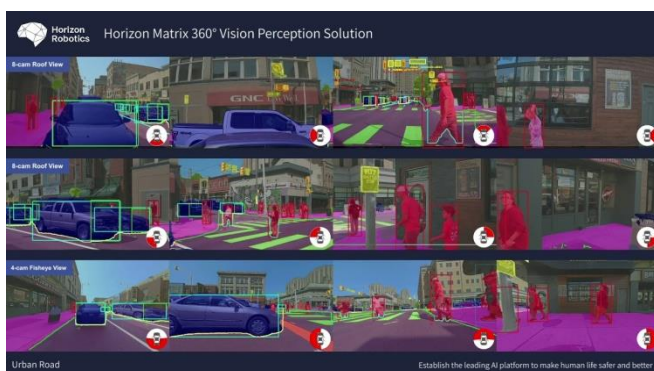 Horizon
Robotics
Horizon Matrix 360° Vision Perception Solution
8-cam Roof View
GNC
8-cam Roof View
4-cam Fisheye View
Urban Road
Establish the leading AI platform to make human life safer and better